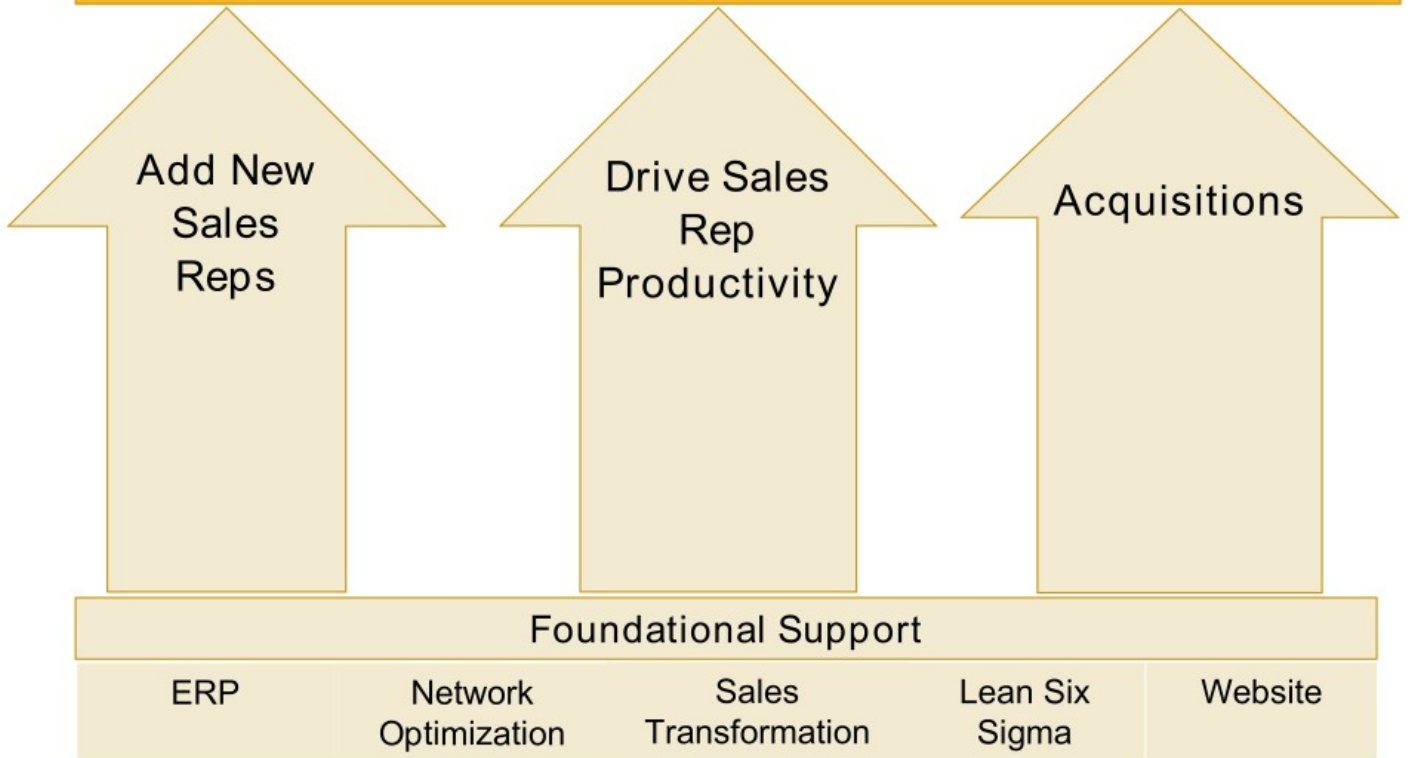 Add New
Sales
Reps
Drive Sales
Rep
Productivity
Acquisitions
Foundational Support
ERP
Network
Optimization
Sales
Transformation
Lean Six
Sigma
Website